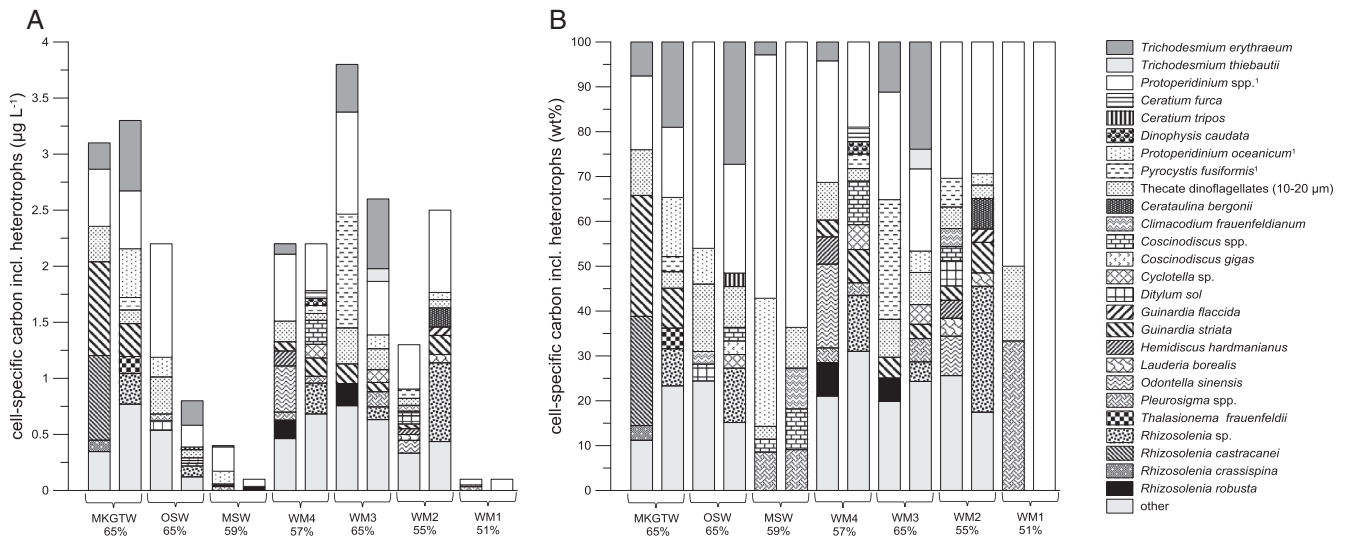 A
cell-specific carbon incl. heterotrophs (µg L⁻¹)
4
3.5
3
2.5
2
1.5
1
0.5
0
MKGTW OSW MSW WM4 WM3 WM2 WM1
65% 65% 59% 57% 65% 55% 51%
B
cell-specific carbon incl. heterotrophs (wt%)
100
90
80
70
60
50
40
30
20
10
0
MKGTW OSW MSW WM4 WM3 WM2 WM1
65% 65% 59% 57% 65% 55% 51%
Trichodesmium erythraeum
Trichodesmium thiebautii
Protoperidinium spp.¹
Ceratium furca
Ceratium tripos
Dinophysis caudata
Protoperidinium oceanicum¹
Pyrocystis fusiformis¹
Thecate dinoflagellates (10-20 µm)
Cerataulina bergonii
Climacodium frauenfeldianum
Coscinodiscus spp.
Coscinodiscus gigas
Cyclotella sp.
Ditylum sol
Guinardia flaccida
Guinardia striata
Hemidiscus hardmanianus
Lauderia borealis
Odontella sinensis
Pleurosigma spp.
Thalasionema frauenfeldii
Rhizosolenia sp.
Rhizosolenia castracanei
Rhizosolenia crassispina
Rhizosolenia robusta
other